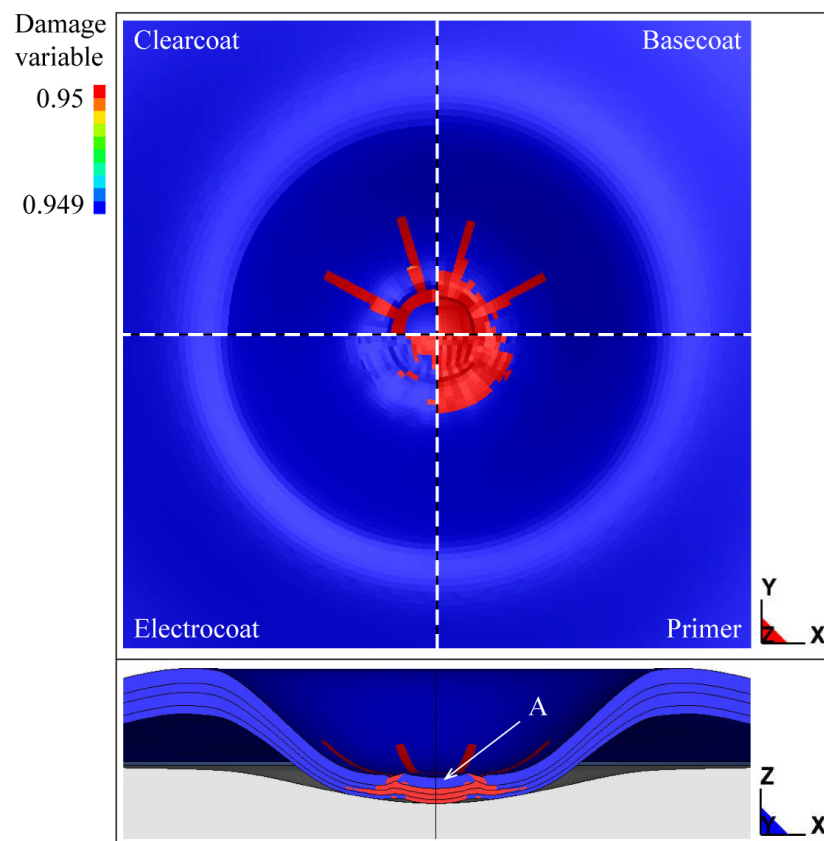 Damage
variable
0.95
0.949
Clearcoat
Basecoat
Electrocoat
Primer
Y
Z
X
A
Z
Y
X